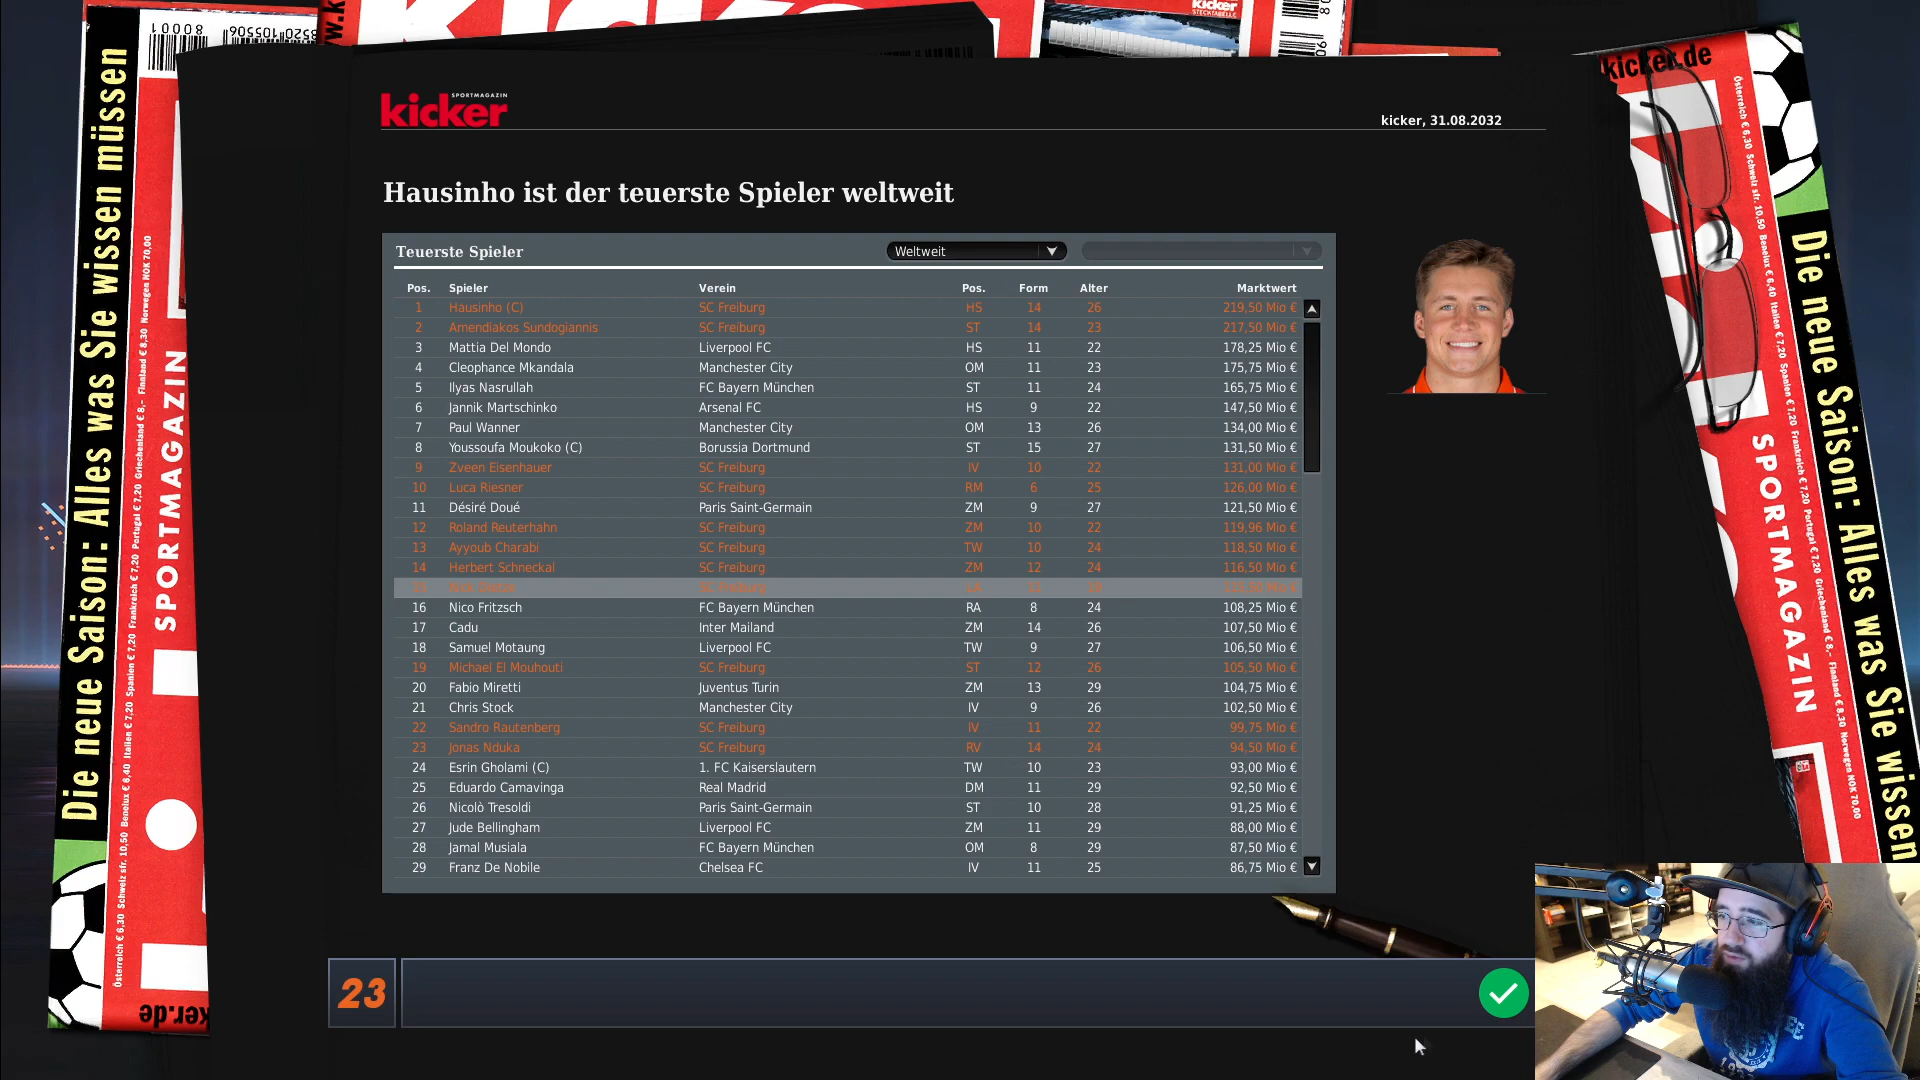 kicker
SPORTMAGAZIN
kicker, 31.08.2032
Hausinho ist der teuerste Spieler weltweit
Teuerste Spieler Weltweit
Pos. Spieler Verein Pos. Form Alter Marktwert
1 Hausinho (C) SC Freiburg HS 14 26 219,50 Mio €
2 Amendiakos Sundogiannis SC Freiburg ST 14 23 217,50 Mio €
3 Mattia Del Mondo Liverpool FC HS 11 22 178,25 Mio €
4 Cleophance Mkandala Manchester City OM 11 23 175,75 Mio €
5 Ilyas Nasrullah FC Bayern München ST 11 24 165,75 Mio €
6 Jannik Martschinko Arsenal FC HS 9 22 147,50 Mio €
7 Paul Wanner Manchester City OM 13 26 134,00 Mio €
8 Youssoufa Moukoko (C) Borussia Dortmund ST 15 27 131,50 Mio €
9 Zveen Eisenhauer SC Freiburg IV 10 22 131,00 Mio €
10 Luca Riesner SC Freiburg RM 6 25 126,00 Mio €
11 Désiré Doué Paris Saint-Germain ZM 9 27 121,50 Mio €
12 Roland Reuterhahn SC Freiburg ZM 10 22 119,96 Mio €
13 Ayyoub Charabi SC Freiburg TW 10 24 118,50 Mio €
14 Herbert Schneckal SC Freiburg ZM 12 24 116,50 Mio €
SC Freiburg
16 Nico Fritzsch FC Bayern München RA 8 24 108,25 Mio €
17 Cadu Inter Mailand ZM 14 26 107,50 Mio €
18 Samuel Motaung Liverpool FC TW 9 27 106,50 Mio €
19 Michael El Mouhouti SC Freiburg ST 12 26 105,50 Mio €
20 Fabio Miretti Juventus Turin ZM 13 29 104,75 Mio €
21 Chris Stock Manchester City IV 9 26 102,50 Mio €
22 Sandro Rautenberg SC Freiburg IV 11 22 99,75 Mio €
23 Jonas Nduka SC Freiburg RV 14 24 94,50 Mio €
24 Esrin Gholami (C) 1. FC Kaiserslautern TW 10 23 93,00 Mio €
25 Eduardo Camavinga Real Madrid DM 11 29 92,50 Mio €
26 Nicolò Tresoldi Paris Saint-Germain ST 10 28 91,25 Mio €
27 Jude Bellingham Liverpool FC ZM 11 29 88,00 Mio €
28 Jamal Musiala FC Bayern München OM 8 29 87,50 Mio €
29 Franz De Nobile Chelsea FC IV 11 25 86,75 Mio €
23
Die neue Saison: Alles was Sie wissen müssen
SPORTMAGAZIN
kicker.de
Die neue Saison: Alles was Sie wissen
SPORTMAGAZIN